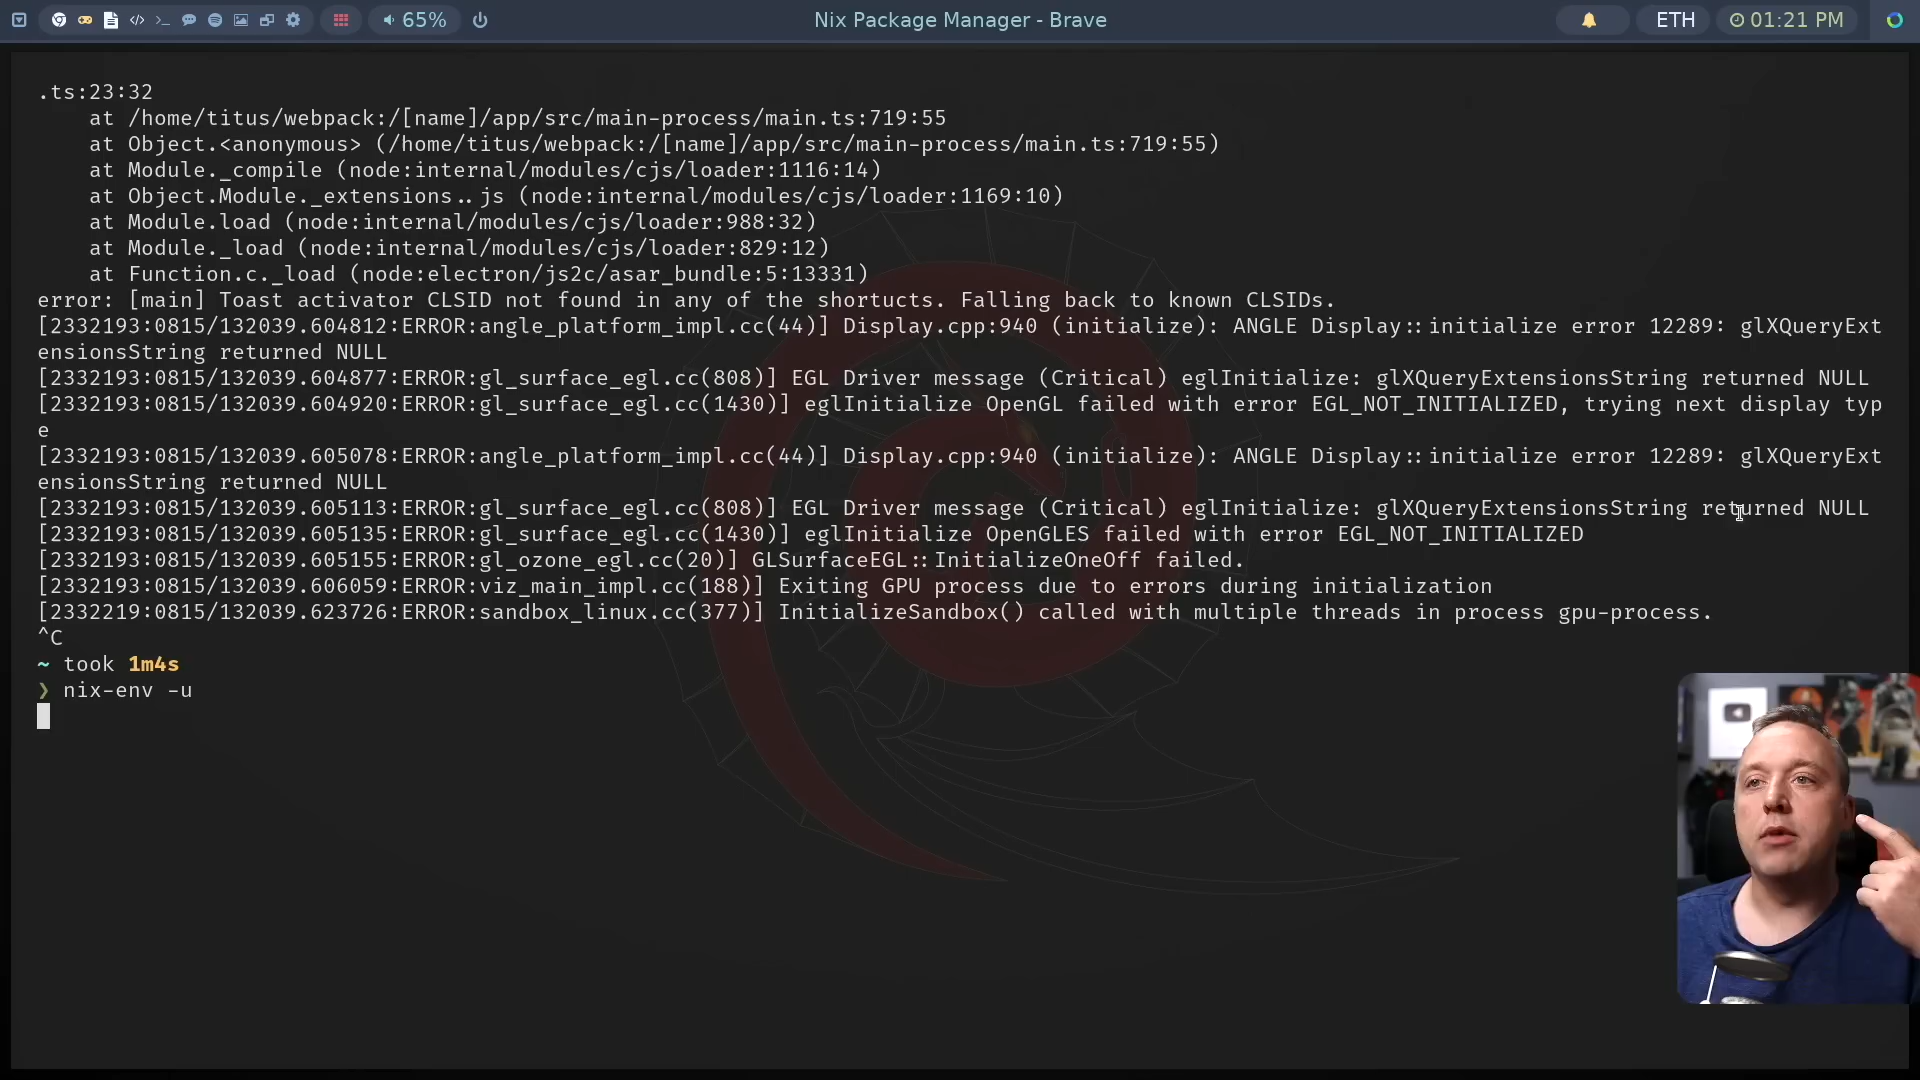 65%
Nix Package Manager - Brave
ETH
01:21 PM
.ts:23:32
    at /home/titus/webpack:/[name]/app/src/main-process/main.ts:719:55
    at Object.<anonymous> (/home/titus/webpack:/[name]/app/src/main-process/main.ts:719:55)
    at Module._compile (node:internal/modules/cjs/loader:1116:14)
    at Object.Module._extensions..js (node:internal/modules/cjs/loader:1169:10)
    at Module.load (node:internal/modules/cjs/loader:988:32)
    at Module._load (node:internal/modules/cjs/loader:829:12)
    at Function.c._load (node:electron/js2c/asar_bundle:5:13331)
error: [main] Toast activator CLSID not found in any of the shortucts. Falling back to known CLSIDs.
[2332193:0815/132039.604812:ERROR:angle_platform_impl.cc(44)] Display.cpp:940 (initialize): ANGLE Display::initialize error 12289: glXQueryExt
ensionsString returned NULL
[2332193:0815/132039.604877:ERROR:gl_surface_egl.cc(808)] EGL Driver message (Critical) eglInitialize: glXQueryExtensionsString returned NULL
[2332193:0815/132039.604920:ERROR:gl_surface_egl.cc(1430)] eglInitialize OpenGL failed with error EGL_NOT_INITIALIZED, trying next display typ
e
[2332193:0815/132039.605078:ERROR:angle_platform_impl.cc(44)] Display.cpp:940 (initialize): ANGLE Display::initialize error 12289: glXQueryExt
ensionsString returned NULL
[2332193:0815/132039.605113:ERROR:gl_surface_egl.cc(808)] EGL Driver message (Critical) eglInitialize: glXQueryExtensionsString returned NULL
[2332193:0815/132039.605135:ERROR:gl_surface_egl.cc(1430)] eglInitialize OpenGLES failed with error EGL_NOT_INITIALIZED
[2332193:0815/132039.605155:ERROR:gl_ozone_egl.cc(20)] GLSurfaceEGL::InitializeOneOff failed.
[2332193:0815/132039.606059:ERROR:viz_main_impl.cc(188)] Exiting GPU process due to errors during initialization
[2332219:0815/132039.623726:ERROR:sandbox_linux.cc(377)] InitializeSandbox() called with multiple threads in process gpu-process.
^C
~ took 1m4s
❯ nix-env -u